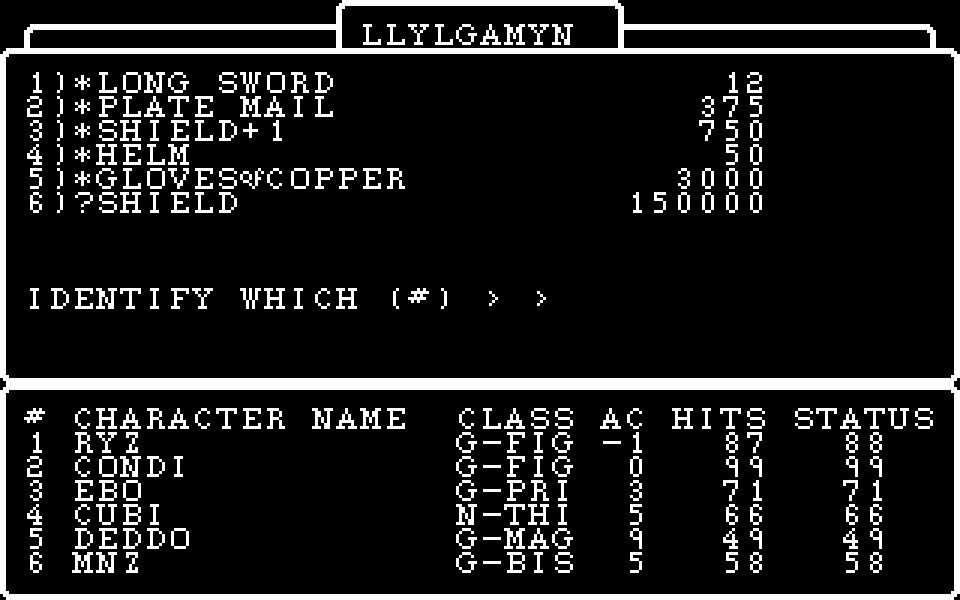 LLYLGAMYN
1)*LONG SWORD 12
2)*PLATE MAIL 375
3)*SHIELD+1 750
4)*HELM 50
5)*GLOVES of COPPER 3000
6)?SHIELD 150000
IDENTIFY WHICH (#) > >
# CHARACTER NAME CLASS AC HITS STATUS
1 RYZ G-FIG -1 87 88
2 CONDI G-FIG 0 99 99
3 EBO G-PRI 3 71 71
4 CUBI N-THI 5 66 66
5 DEDDO G-MAG 9 49 49
6 MNZ G-BIS 5 58 58